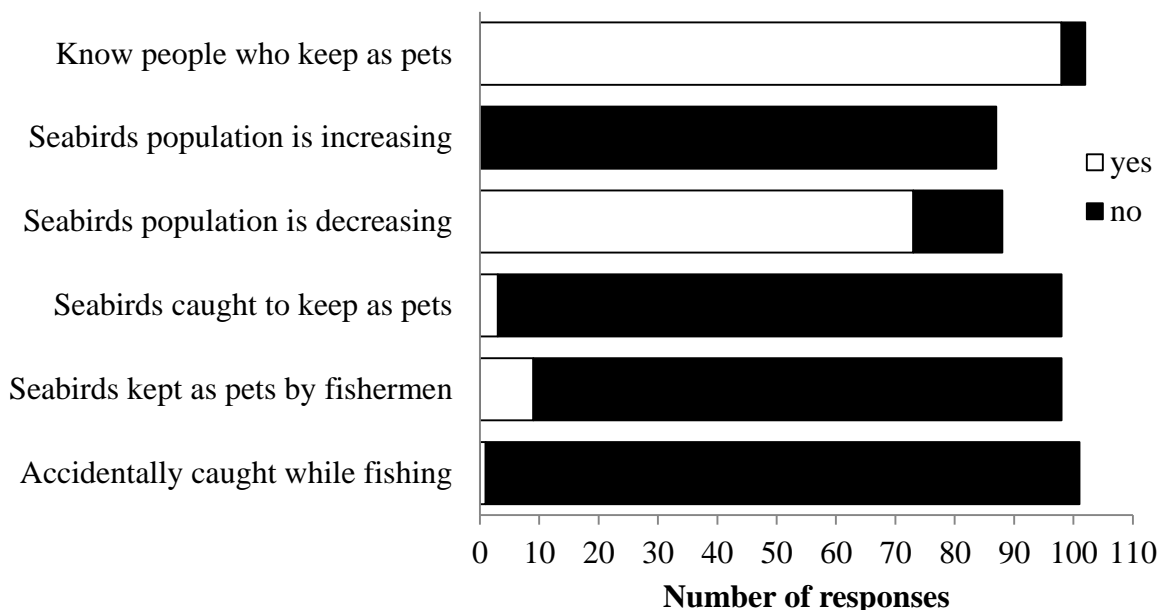 Know people who keep as pets
Seabirds population is increasing
Seabirds population is decreasing
Seabirds caught to keep as pets
Seabirds kept as pets by fishermen
Accidentally caught while fishing
yes
no
0 10 20 30 40 50 60 70 80 90 100 110
Number of responses